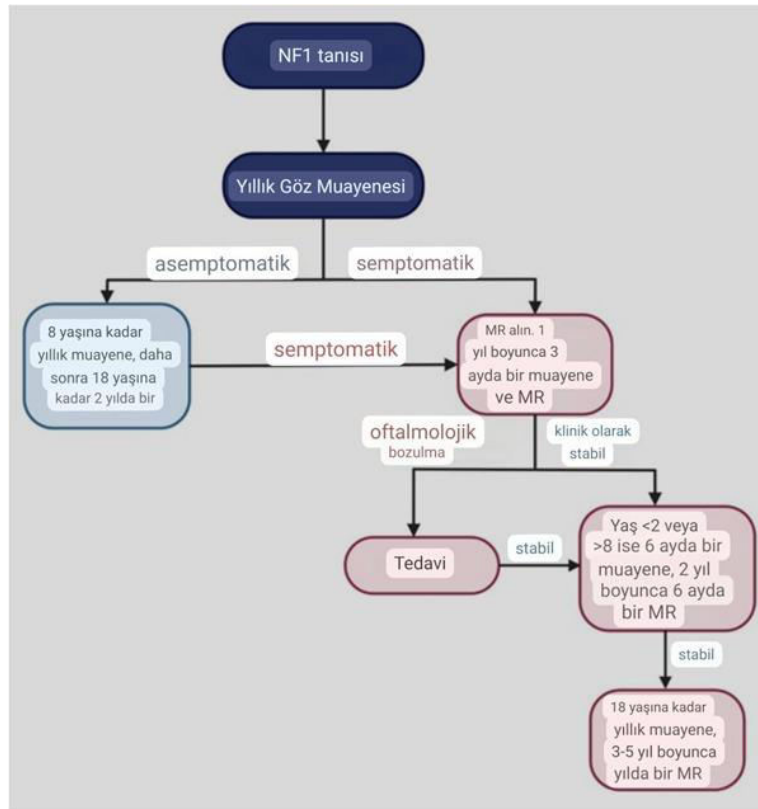 NF1 tanısı
Yıllık Göz Muayenesi
asemptomatik
semptomatik
8 yaşına kadar
yıllık muayene, daha
sonra 18 yaşına
kadar 2 yılda bir
semptomatik
MR alın. 1
yıl boyunca 3
ayda bir muayene
ve MR
oftalmolojik
bozulma
klinik olarak
stabil
Tedavi
stabil
Yaş <2 veya
>8 ise 6 ayda bir
muayene, 2 yıl
boyunca 6 ayda
bir MR
stabil
18 yaşına kadar
yıllık muayene,
3-5 yıl boyunca
yılda bir MR